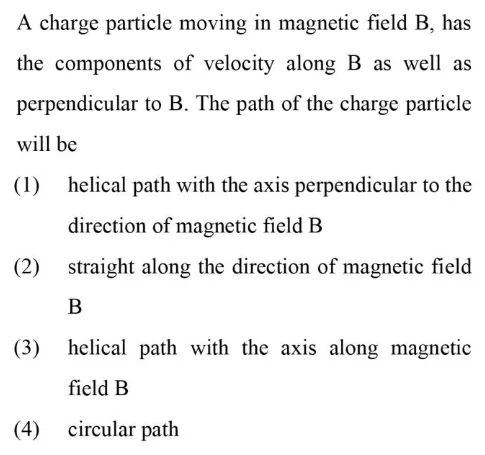 A charge particle moving in magnetic field B, has
the components of velocity along B as well as
perpendicular to B. The path of the charge particle
will be
(1) helical path with the axis perpendicular to the
direction of magnetic field B
(2) straight along the direction of magnetic field
B
(3) helical path with the axis along magnetic
field B
(4) circular path